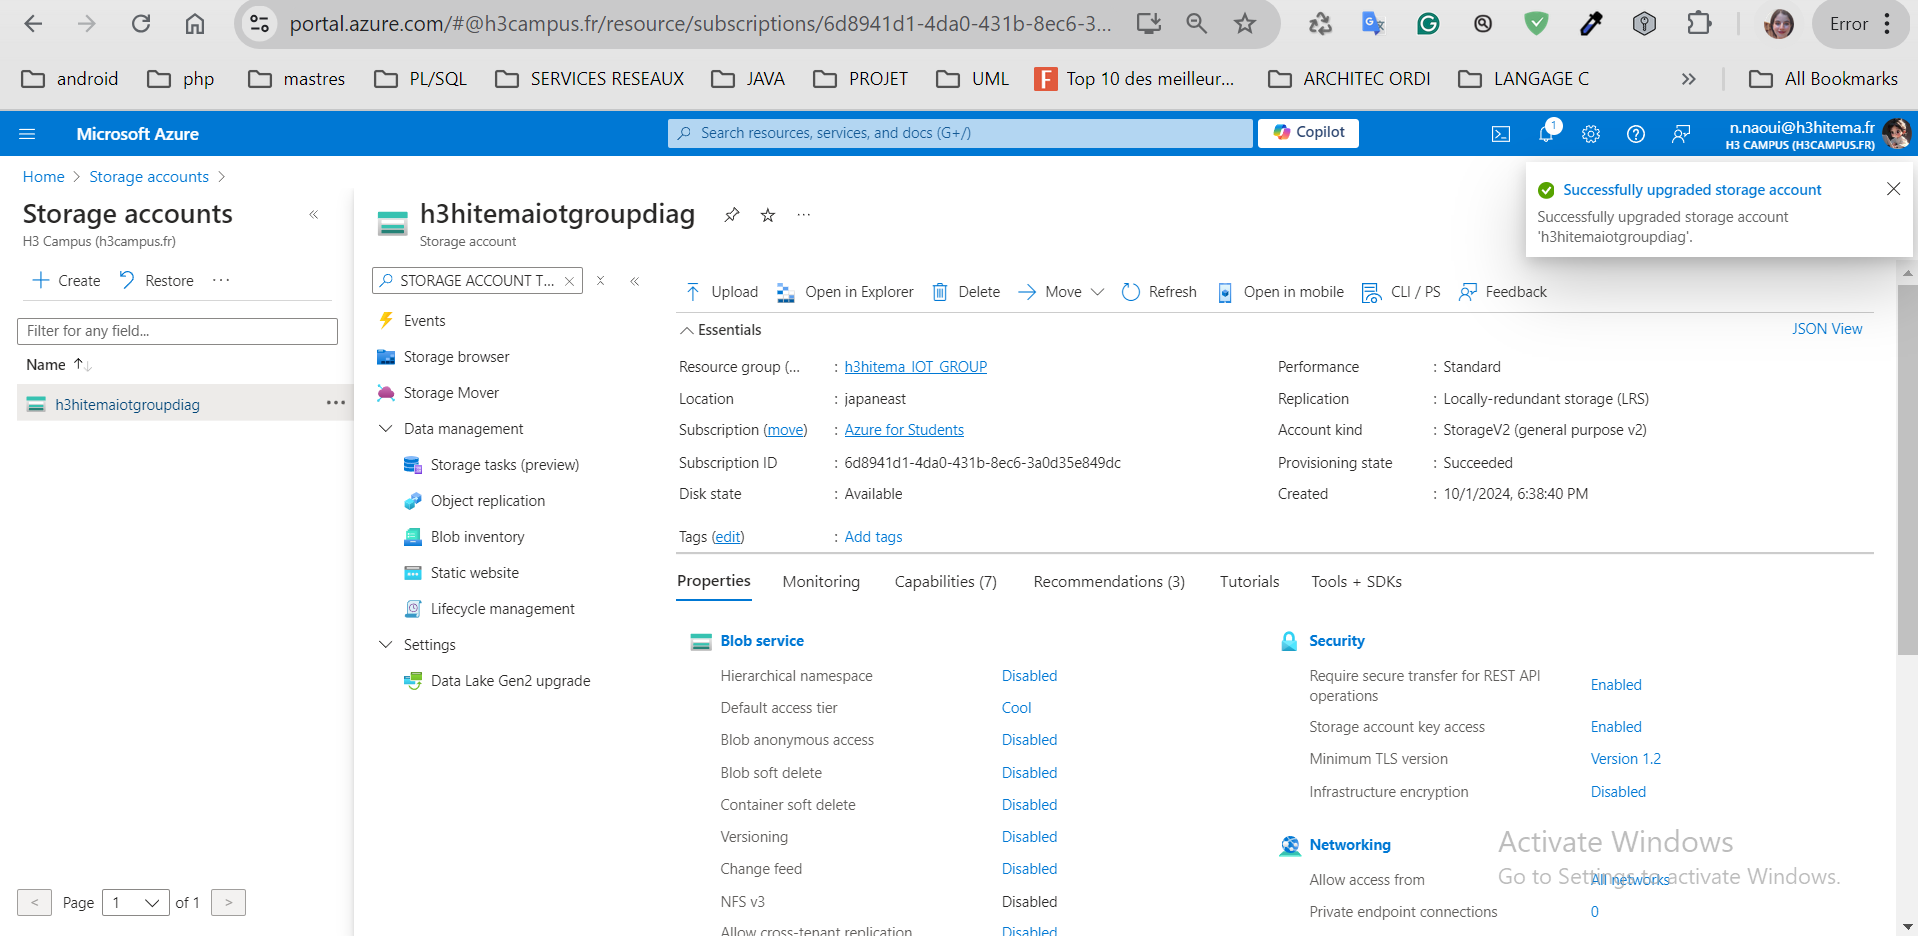 portal.azure.com/#@h3campus.fr/resource/subscriptions/6d8941d1-4da0-431b-8ec6-3...
Error
android
php
mastres
PL/SQL
SERVICES RESEAUX
JAVA
PROJET
UML
Top 10 des meilleur...
ARCHITEC ORDI
LANGAGE C
All Bookmarks
Microsoft Azure
Search resources, services, and docs (G+/)
Copilot
1
n.naoui@h3hitema.fr
H3 CAMPUS (H3CAMPUS.FR)
Home > Storage accounts >
Successfully upgraded storage account
Successfully upgraded storage account
'h3hitemaiotgroupdiag'.
Storage accounts
H3 Campus (h3campus.fr)
Create
Restore
Filter for any field...
Name
h3hitemaiotgroupdiag
< Page 1 of 1 >
h3hitemaiotgroupdiag
Storage account
STORAGE ACCOUNT T...
Events
Storage browser
Storage Mover
Data management
Storage tasks (preview)
Object replication
Blob inventory
Static website
Lifecycle management
Settings
Data Lake Gen2 upgrade
Upload
Open in Explorer
Delete
Move
Refresh
Open in mobile
CLI / PS
Feedback
Essentials
JSON View
Resource group (... : h3hitema_IOT_GROUP
Location : japaneast
Subscription (move) : Azure for Students
Subscription ID : 6d8941d1-4da0-431b-8ec6-3a0d35e849dc
Disk state : Available
Tags (edit) : Add tags
Performance : Standard
Replication : Locally-redundant storage (LRS)
Account kind : StorageV2 (general purpose v2)
Provisioning state : Succeeded
Created : 10/1/2024, 6:38:40 PM
Properties
Monitoring
Capabilities (7)
Recommendations (3)
Tutorials
Tools + SDKs
Blob service
Hierarchical namespace Disabled
Default access tier Cool
Blob anonymous access Disabled
Blob soft delete Disabled
Container soft delete Disabled
Versioning Disabled
Change feed Disabled
NFS v3 Disabled
Allow cross-tenant replication Disabled
Security
Require secure transfer for REST API
operations Enabled
Storage account key access Enabled
Minimum TLS version Version 1.2
Infrastructure encryption Disabled
Networking
Allow access from All networks
Private endpoint connections 0
Activate Windows
Go to Settings to activate Windows.